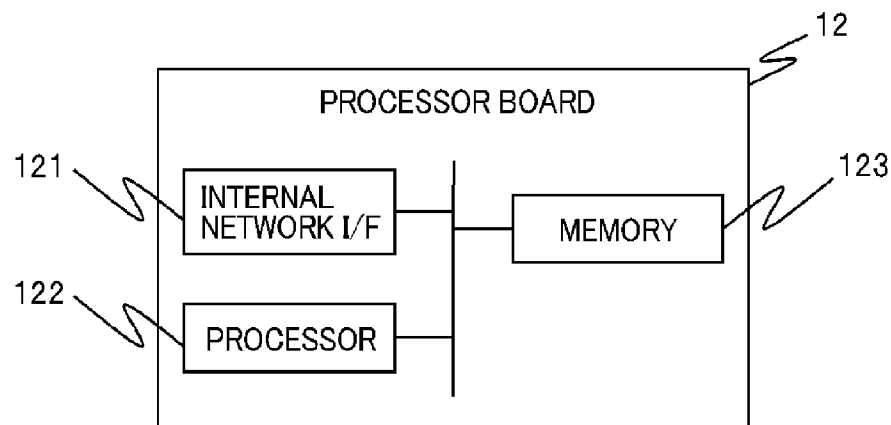 12
PROCESSOR BOARD
121
INTERNAL
NETWORK I/F
123
MEMORY
122
PROCESSOR